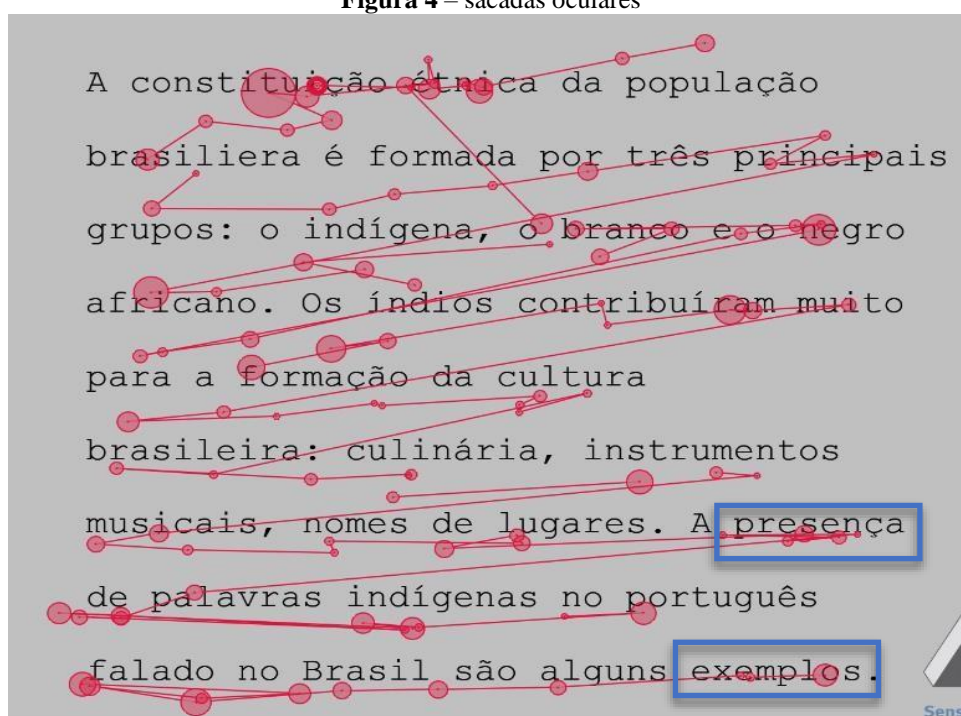 Figura 4 – sacadas oculares
A constituição étnica da população
brasiliera é formada por três principais
grupos: o indígena, o branco e o negro
africano. Os índios contribuíram muito
para a formação da cultura
brasileira: culinária, instrumentos
musicais, nomes de lugares. A presença
de palavras indígenas no português
falado no Brasil são alguns exemplos.
Sens